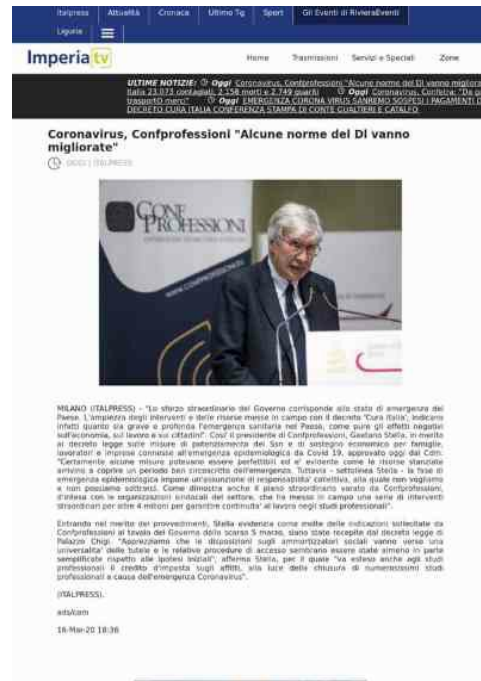 Italpress Attualità Cronaca Ultimo Tg Sport Gli Eventi di RivieraEventi
Liguria
Imperia tv
Home Trasmissioni Servizi e Speciali Zone
ULTIME NOTIZIE: Oggi Coronavirus, Confprofessioni "Alcune norme del Dl vanno migliora
Italia 23.073 contagiati, 2.158 morti e 2.749 guariti Oggi Coronavirus, Confetra: "Da
trasporto merci" Oggi EMERGENZA CORONA VIRUS SANREMO SOSPESI I PAGAMENTI D
DECRETO CURA ITALIA CONFERENZA STAMPA DI CONTE GUALTIERI E CATALFO
Coronavirus, Confprofessioni "Alcune norme del Dl vanno
migliorate"
OGGI | ITALPRESS
CONF
PROFESSIONI
MILANO (ITALPRESS) - "Lo sforzo straordinario del Governo corrisponde allo stato di emergenza del
Paese. L'ampiezza degli interventi e delle risorse messe in campo con il decreto 'Cura Italia', indicano
infatti quanto sia grave e profonda l'emergenza sanitaria nel Paese, come pure gli effetti negativi
sull'economia, sul lavoro e sui cittadini". Cosi' il presidente di Confprofessioni, Gaetano Stella, in merito
al decreto legge sulle misure di potenziamento del Ssn e di sostegno economico per famiglie,
lavoratori e imprese connesse all'emergenza epidemiologica da Covid 19, approvato oggi dal Cdm.
"Certamente alcune misure potevano essere perfettibili ed e' evidente come le risorse stanziate
arrivino a coprire un periodo ben circoscritto dell'emergenza. Tuttavia - sottolinea Stella - la fase di
emergenza epidemiologica impone un'assunzione di responsabilita' collettiva, alla quale non vogliamo
e non possiamo sottrarci. Come dimostra anche il piano straordinario varato da Confprofessioni,
d'intesa con le organizzazioni sindacali del settore, che ha messo in campo una serie di interventi
straordinari per oltre 4 milioni per garantire continuita' al lavoro negli studi professionali".
Entrando nel merito dei provvedimenti, Stella evidenzia come molte delle indicazioni sollecitate da
Confprofessioni al tavolo del Governo dello scorso 5 marzo, siano state recepite dal decreto legge di
Palazzo Chigi. "Apprezziamo che le disposizioni sugli ammortizzatori sociali vanno verso una
universalita' delle tutele e le relative procedure di accesso sembrano essere state almeno in parte
semplificate rispetto alle ipotesi iniziali", afferma Stella, per il quale "va esteso anche agli studi
professionali il credito d'imposta sugli affitti, alla luce della chiusura di numerosissimi studi
professionali a causa dell'emergenza Coronavirus".
(ITALPRESS).
ads/com
16-Mar-20 18:36